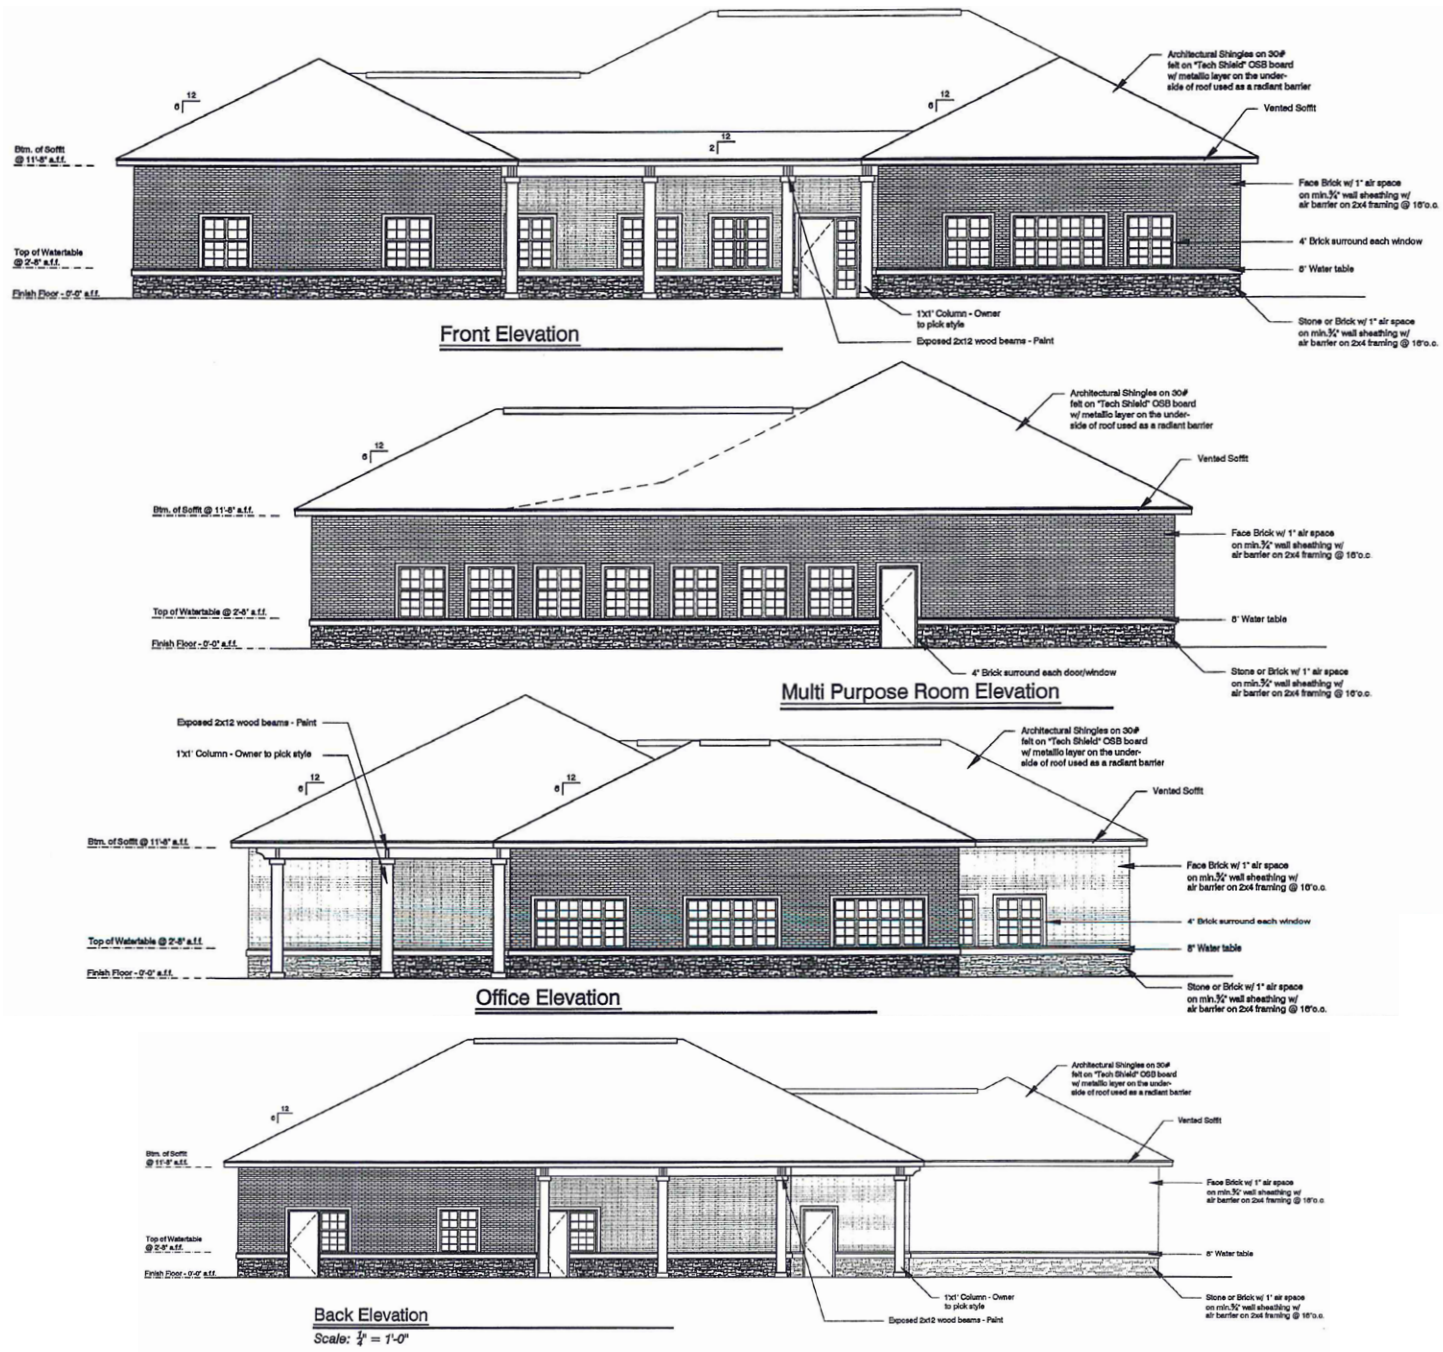 Architectural Shingles on 30#
felt on "Tech Shield" OSB board
w/ metallic layer on the under-
side of roof used as a radiant barrier
Vented Soffit
12
6
12
6
12
2
Btm. of Soffit
@ 11'-8" a.f.f.
Face Brick w/ 1" air space
on min.¾" wall sheathing w/
air barrier on 2x4 framing @ 16"o.c.
4" Brick surround each window
Top of Watertable
@ 2'-8" a.f.f.
8" Water table
Finish Floor - 0'-0" a.f.f.
1'x1' Column - Owner
to pick style
Stone or Brick w/ 1" air space
on min.¾" wall sheathing w/
air barrier on 2x4 framing @ 16"o.c.
Exposed 2x12 wood beams - Paint
Front Elevation
Architectural Shingles on 30#
felt on "Tech Shield" OSB board
w/ metallic layer on the under-
side of roof used as a radiant barrier
12
6
Vented Soffit
Btm. of Soffit @ 11'-8" a.f.f.
Face Brick w/ 1" air space
on min.¾" wall sheathing w/
air barrier on 2x4 framing @ 16"o.c.
Top of Watertable @ 2'-8" a.f.f.
8" Water table
Finish Floor - 0'-0" a.f.f.
4" Brick surround each door/window
Stone or Brick w/ 1" air space
on min.¾" wall sheathing w/
air barrier on 2x4 framing @ 16"o.c.
Multi Purpose Room Elevation
Exposed 2x12 wood beams - Paint
1'x1' Column - Owner to pick style
Architectural Shingles on 30#
felt on "Tech Shield" OSB board
w/ metallic layer on the under-
side of roof used as a radiant barrier
12
6
12
6
Vented Soffit
Btm. of Soffit @ 11'-8" a.f.f.
Face Brick w/ 1" air space
on min.¾" wall sheathing w/
air barrier on 2x4 framing @ 16"o.c.
4" Brick surround each window
Top of Watertable @ 2'-8" a.f.f.
8" Water table
Finish Floor - 0'-0" a.f.f.
Stone or Brick w/ 1" air space
on min.¾" wall sheathing w/
air barrier on 2x4 framing @ 16"o.c.
Office Elevation
Architectural Shingles on 30#
felt on "Tech Shield" OSB board
w/ metallic layer on the under-
side of roof used as a radiant barrier
12
6
Vented Soffit
Btm. of Soffit
@ 11'-8" a.f.f.
Face Brick w/ 1" air space
on min.¾" wall sheathing w/
air barrier on 2x4 framing @ 16"o.c.
Top of Watertable
@ 2'-8" a.f.f.
8" Water table
Finish Floor - 0'-0" a.f.f.
1'x1' Column - Owner
to pick style
Stone or Brick w/ 1" air space
on min.¾" wall sheathing w/
air barrier on 2x4 framing @ 16"o.c.
Exposed 2x12 wood beams - Paint
Back Elevation
Scale: ¼" = 1'-0"